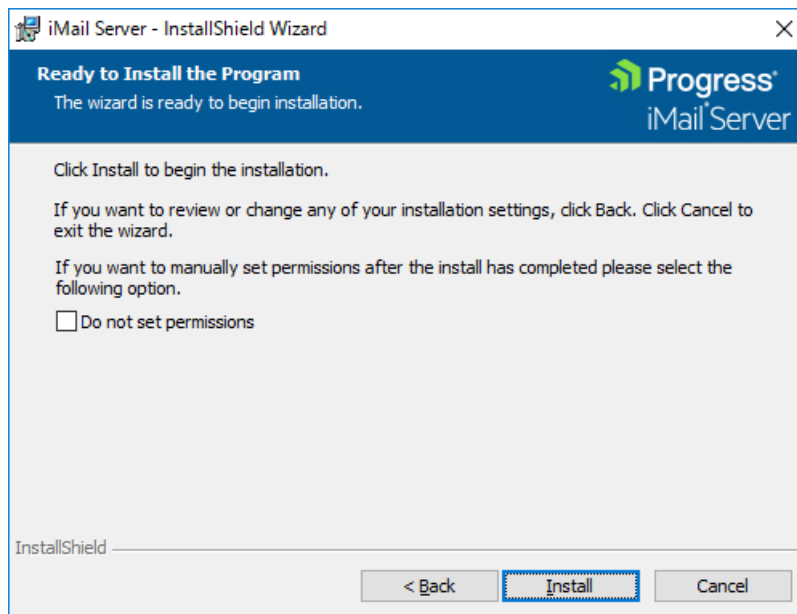 iMail Server - InstallShield Wizard
Ready to Install the Program
The wizard is ready to begin installation.
Progress®
iMail® Server
Click Install to begin the installation.
If you want to review or change any of your installation settings, click Back. Click Cancel to
exit the wizard.
If you want to manually set permissions after the install has completed please select the
following option.
Do not set permissions
InstallShield
< Back
Install
Cancel